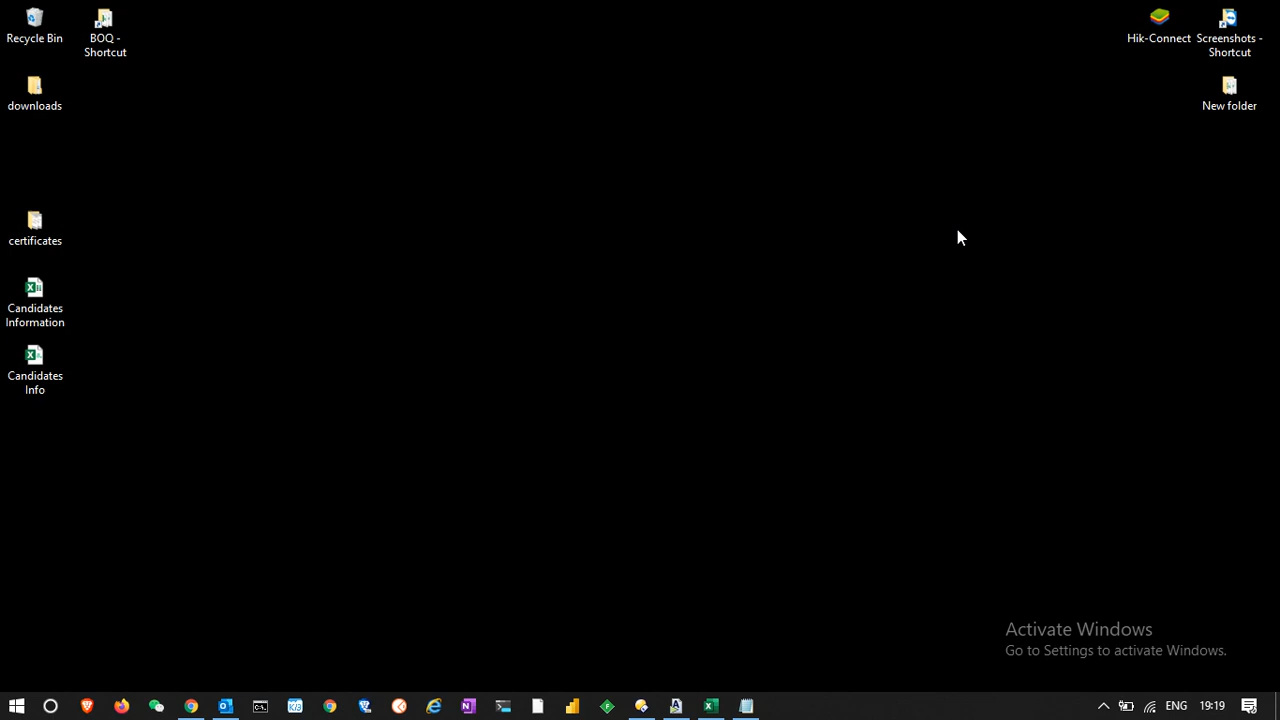 Recycle Bin
BOQ -
Shortcut
Hik-Connect
Screenshots -
Shortcut
downloads
New folder
certificates
Candidates
Information
Candidates
Info
Activate Windows
Go to Settings to activate Windows.
ENG
19:19